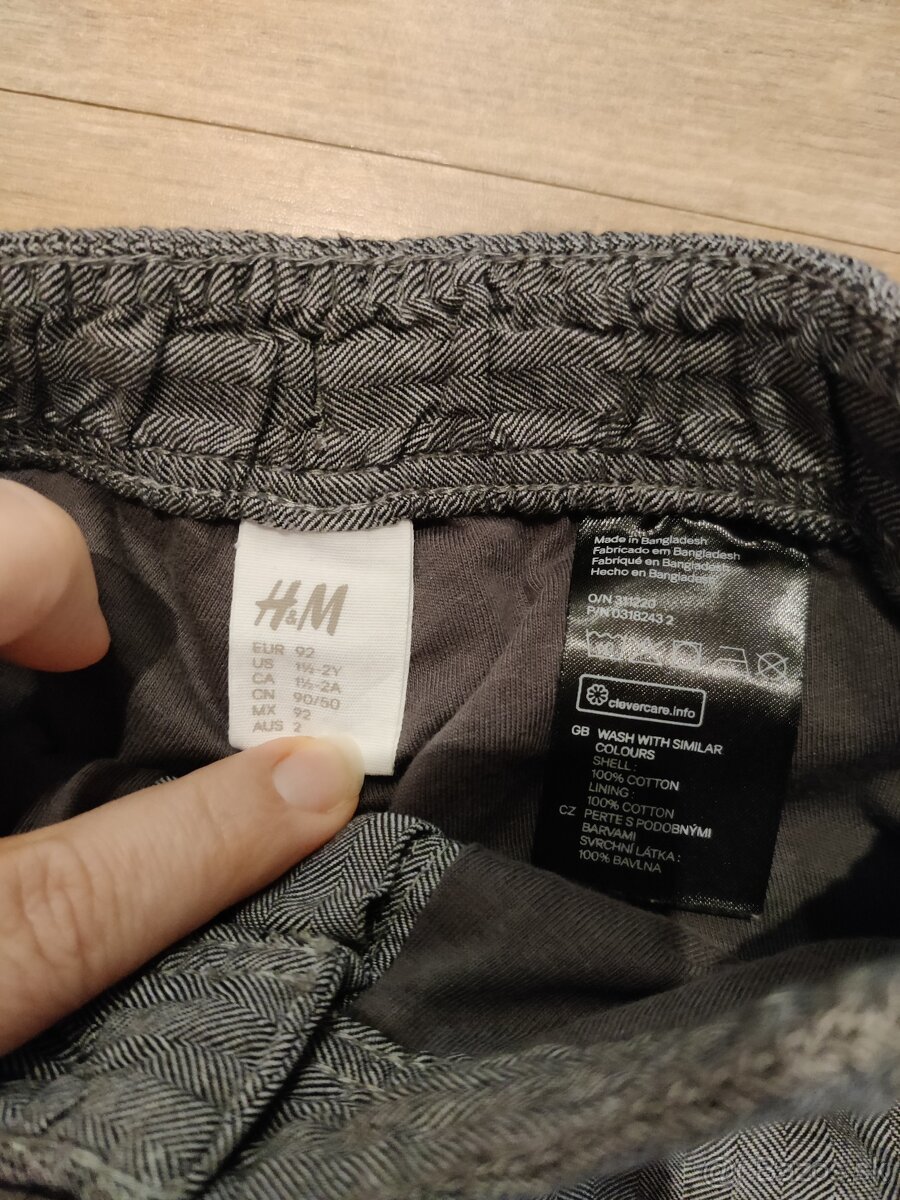 H&M
EUR 92
US 1½-2Y
CA 1½-2A
CN 90/50
MX 92
AUS 2
Made in Bangladesh
Fabricado em Bangladesh
Fabriqué en Bangladesh
Hecho en Bangladesh
O/N 311220
P/N 0318243 2
clevercare.info
GB WASH WITH SIMILAR
COLOURS
SHELL :
100% COTTON
LINING :
100% COTTON
CZ PERTE S PODOBNÝMI
BARVAMI
SVRCHNÍ LÁTKA :
100% BAVLNA